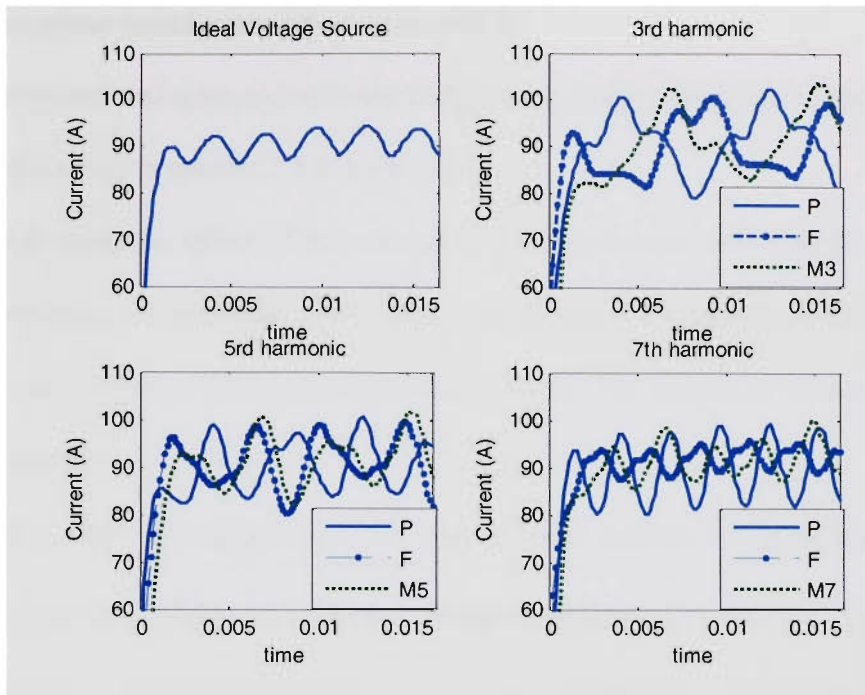 Ideal Voltage Source
110
100
90
80
70
60
Current (A)
0
0.005
0.01
0.015
time
3rd harmonic
110
100
90
80
70
60
Current (A)
P
F
M3
0
0.005
0.01
0.015
time
5rd harmonic
110
100
90
80
70
60
Current (A)
P
F
M5
0
0.005
0.01
0.015
time
7th harmonic
110
100
90
80
70
60
Current (A)
P
F
M7
0
0.005
0.01
0.015
time